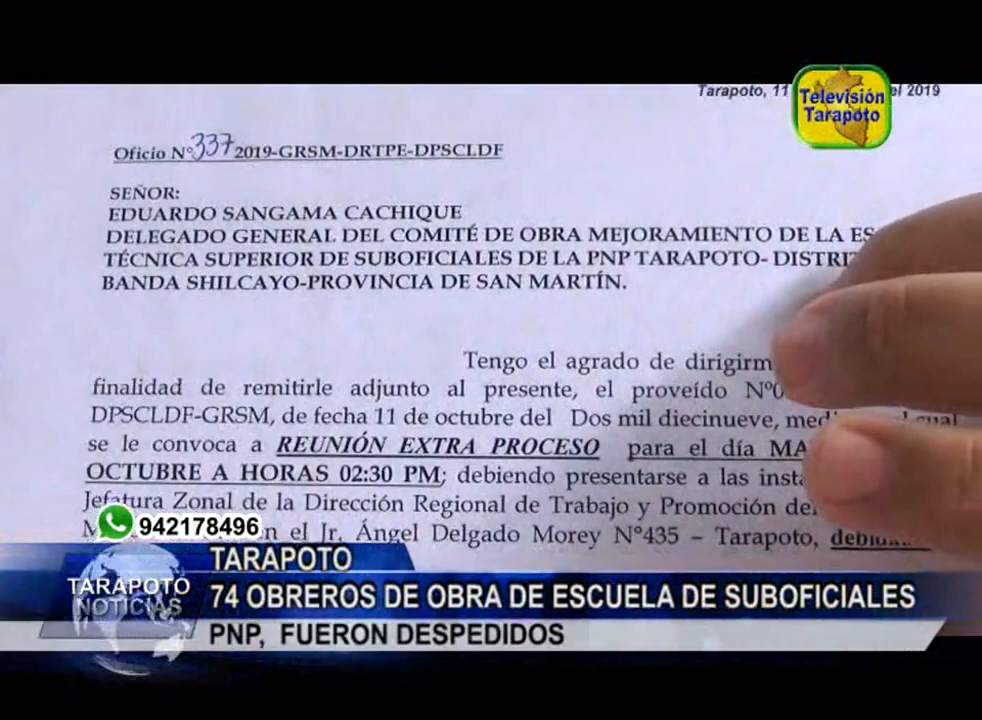 Tarapoto, 11
el 2019
Televisión
Tarapoto
Oficio N° 337 2019-GRSM-DRTPE-DPSCLDF
SEÑOR:
EDUARDO SANGAMA CACHIQUE
DELEGADO GENERAL DEL COMITÉ DE OBRA MEJORAMIENTO DE LA ES
TÉCNICA SUPERIOR DE SUBOFICIALES DE LA PNP TARAPOTO- DISTRI
BANDA SHILCAYO-PROVINCIA DE SAN MARTÍN.
Tengo el agrado de dirigirm
finalidad de remitirle adjunto al presente, el proveído N°0
DPSCLDF-GRSM, de fecha 11 de octubre del Dos mil diecinueve, med cual
se le convoca a REUNIÓN EXTRA PROCESO para el día MA
OCTUBRE A HORAS 02:30 PM; debiendo presentarse a las insta
Jefatura Zonal de la Dirección Regional de Trabajo y Promoción de
en el Jr. Ángel Delgado Morey N°435 – Tarapoto,
942178496
TARAPOTO
TARAPOTO
NOTICIAS
74 OBREROS DE OBRA DE ESCUELA DE SUBOFICIALES
PNP, FUERON DESPEDIDOS